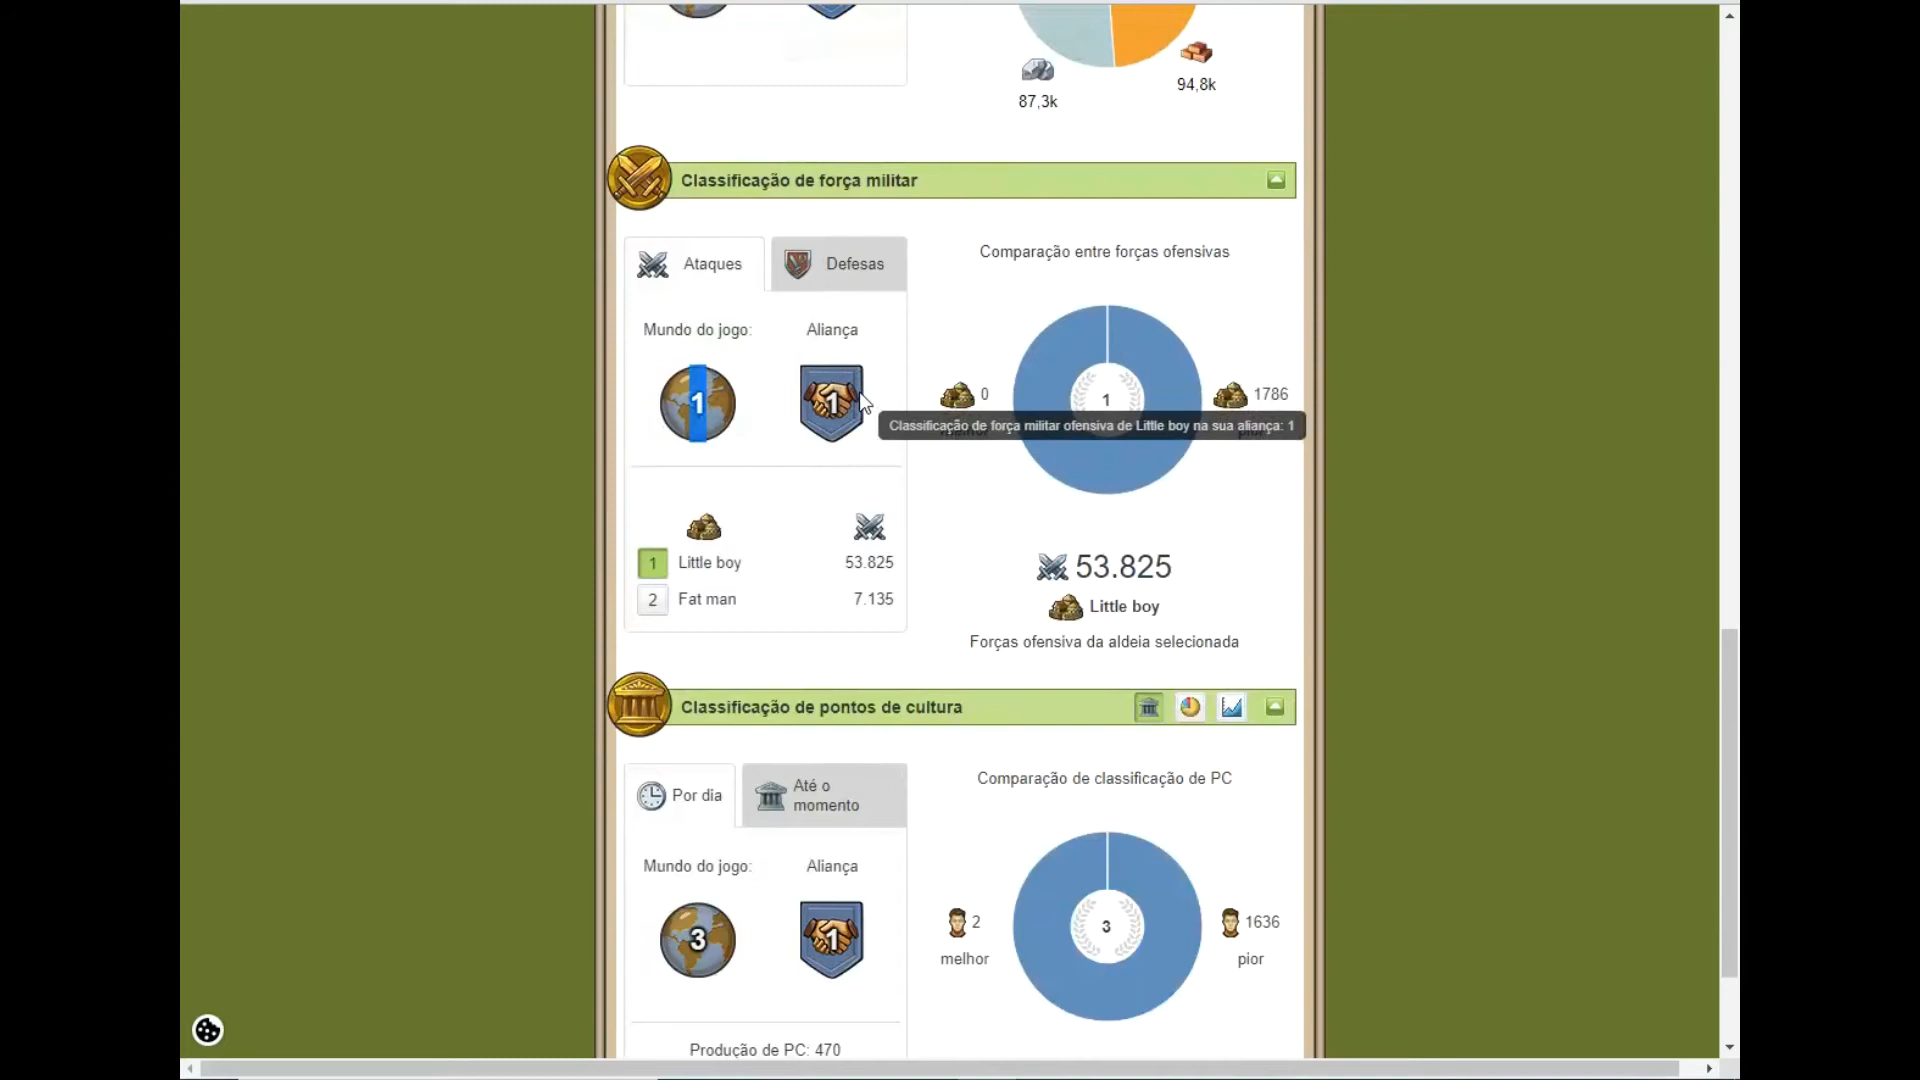 94,8k
87,3k
Classificação de força militar
Ataques
Defesas
Comparação entre forças ofensivas
Mundo do jogo:
Aliança
1
1
0
1
1786
Classificação de força militar ofensiva de Little boy na sua aliança: 1
1 Little boy 53.825
2 Fat man 7.135
53.825
Little boy
Forças ofensiva da aldeia selecionada
Classificação de pontos de cultura
Por dia
Até o
momento
Comparação de classificação de PC
Mundo do jogo:
Aliança
3
1
2
melhor
3
1636
pior
Produção de PC: 470